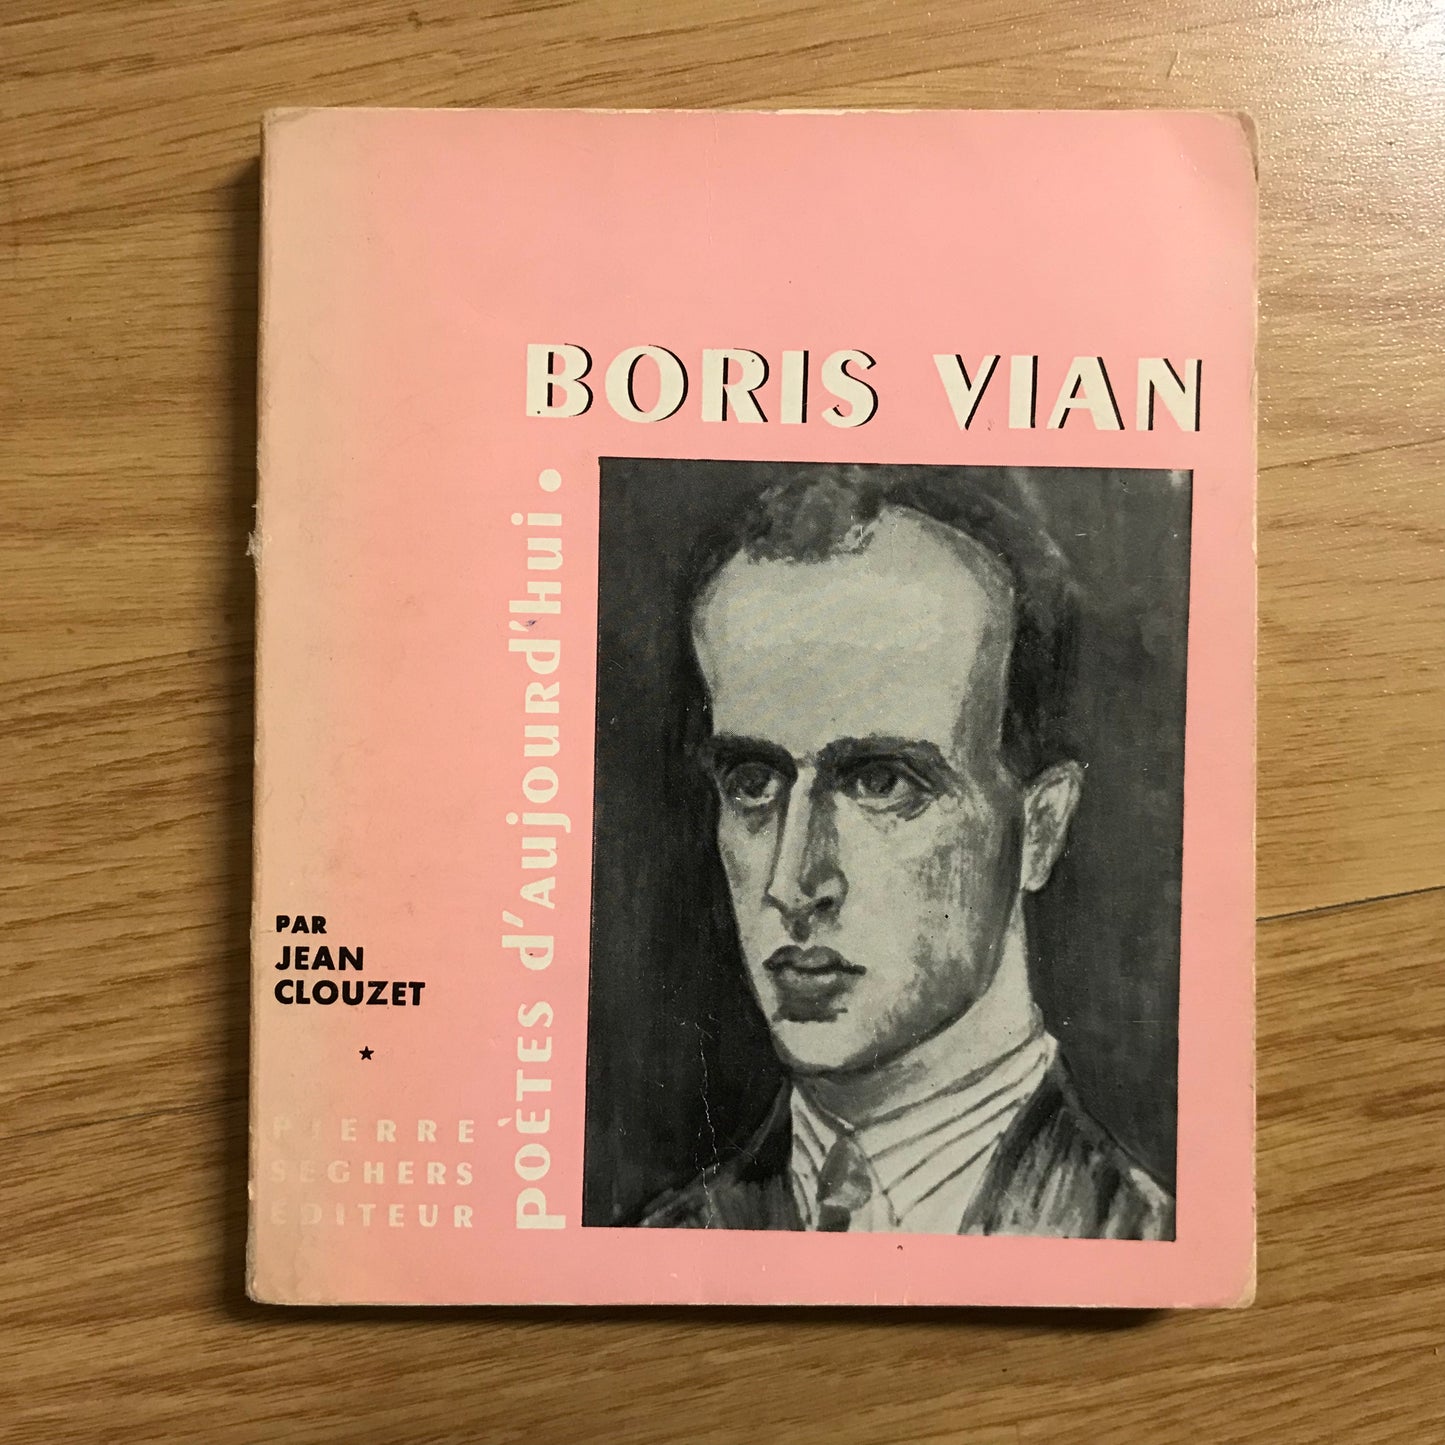 BORIS VIAN
POÈTES d'AUJOURd'HUI.
PAR
JEAN
CLOUZET
PIERRE
SEGHERS
EDITEUR